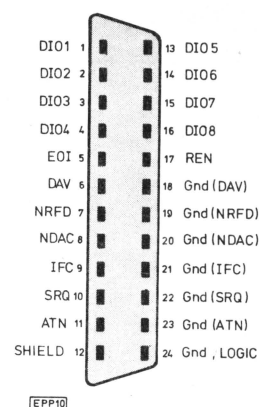 DIO1 1 13 DIO5
DIO2 2 14 DIO6
DIO3 3 15 DIO7
DIO4 4 16 DIO8
EOI 5 17 REN
DAV 6 18 Gnd (DAV)
NRFD 7 19 Gnd (NRFD)
NDAC 8 20 Gnd (NDAC)
IFC 9 21 Gnd (IFC)
SRQ 10 22 Gnd (SRQ)
ATN 11 23 Gnd (ATN)
SHIELD 12 24 Gnd , LOGIC
EPP10